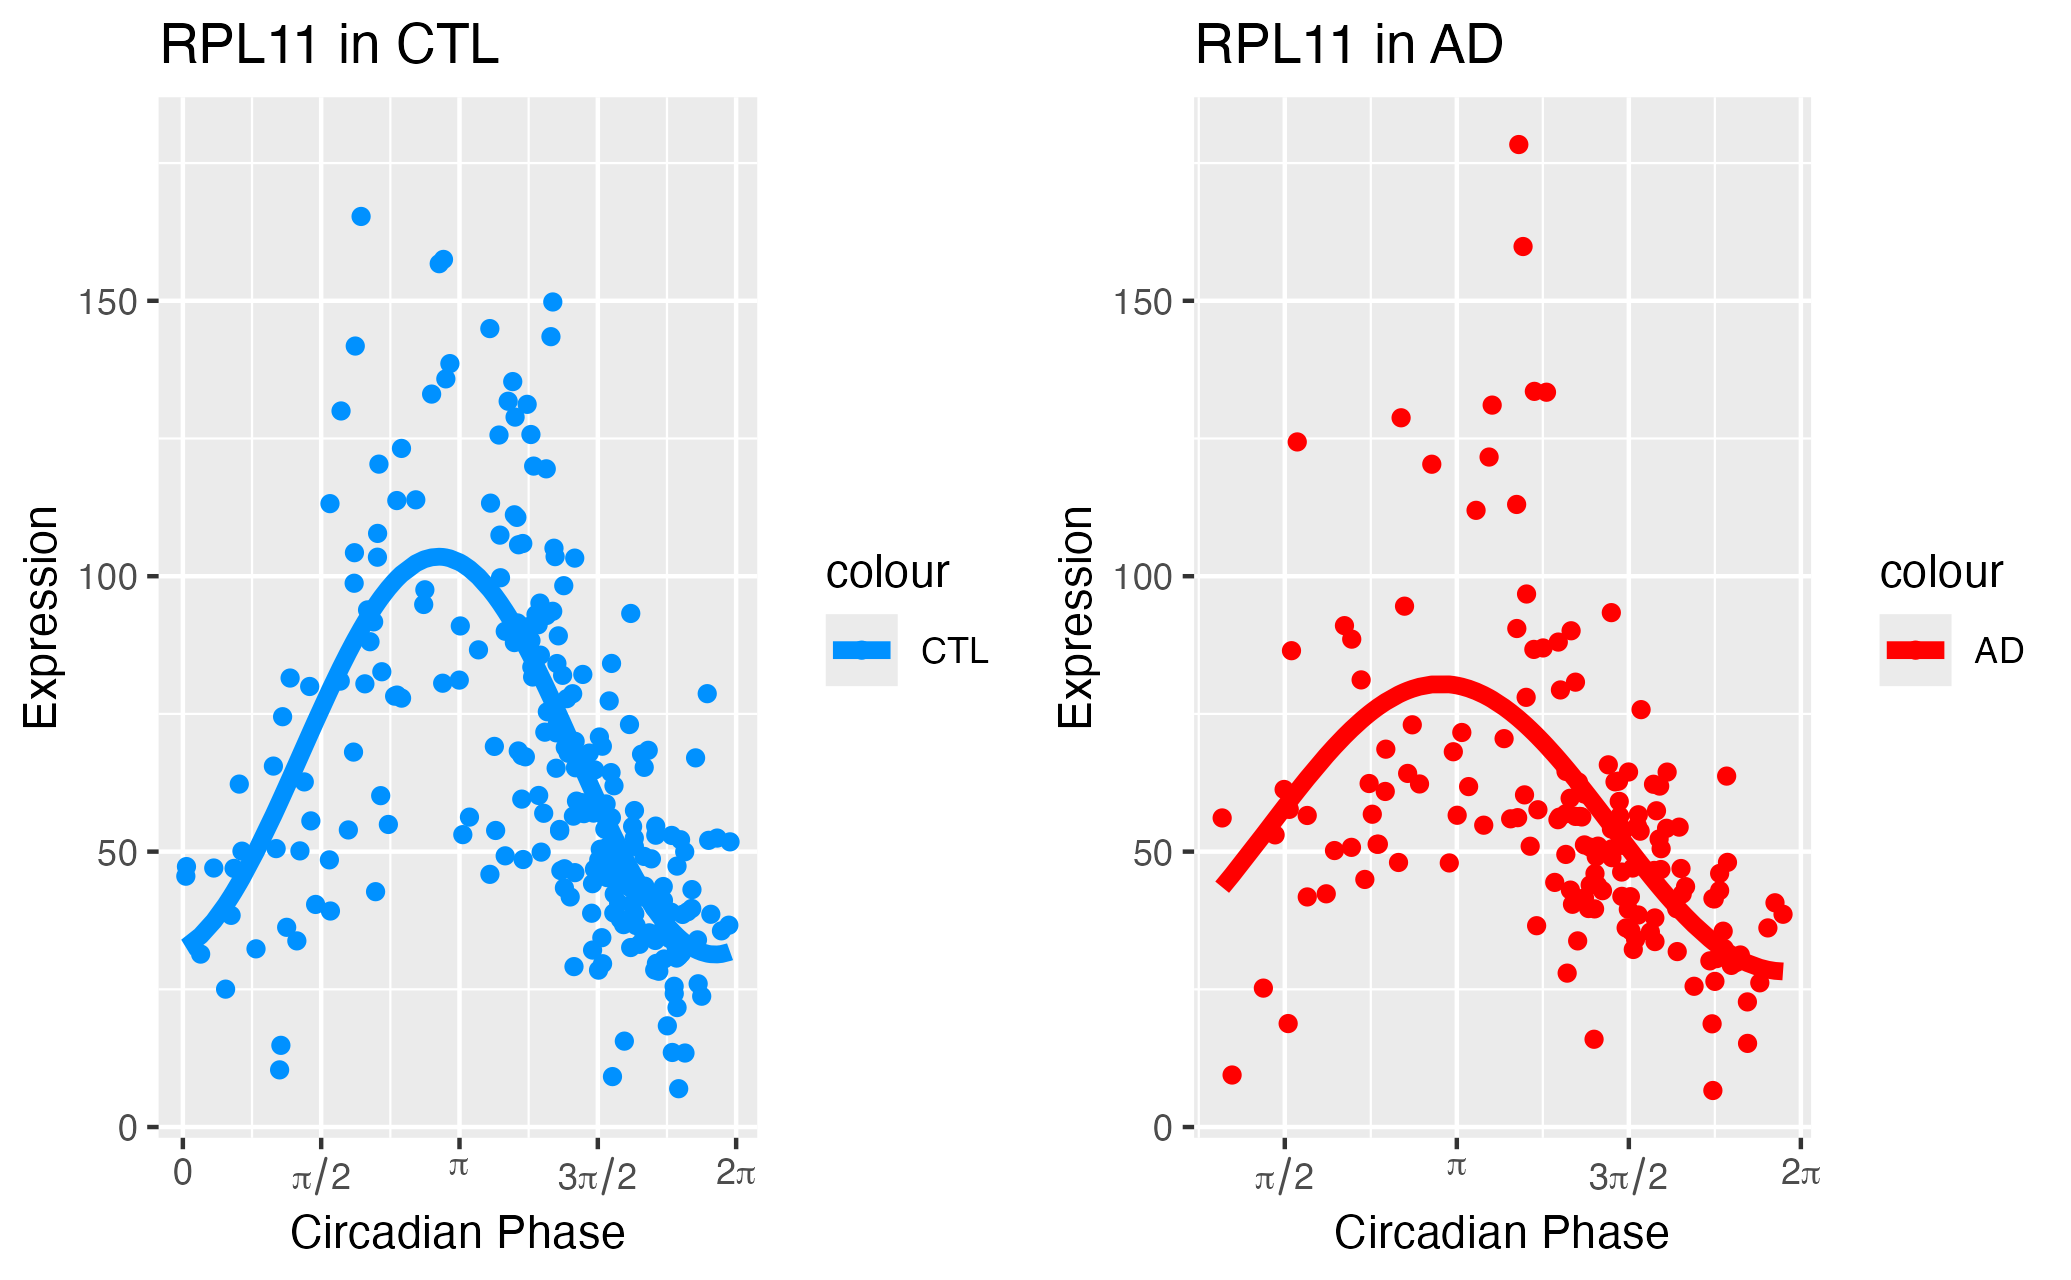 RPL11 in CTL
Expression
150
100
50
0
0 π/2 π 3π/2 2π
Circadian Phase
colour
CTL
RPL11 in AD
Expression
150
100
50
0
π/2 π 3π/2 2π
Circadian Phase
colour
AD